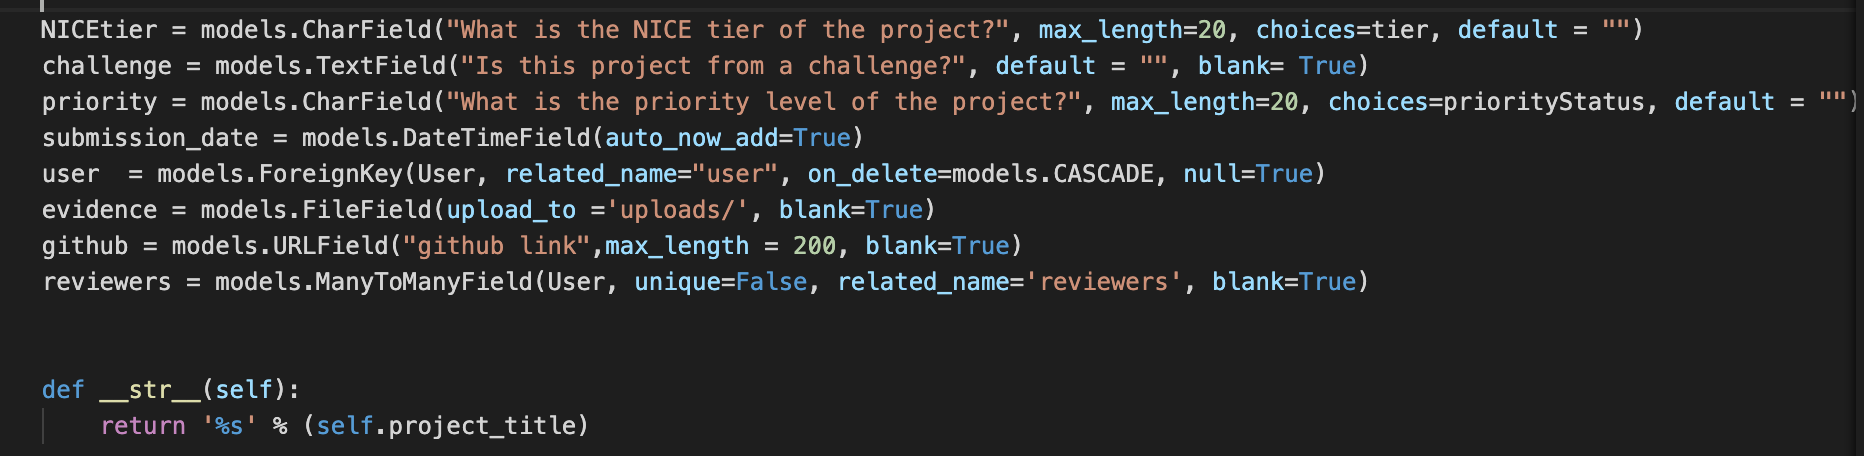 NICEtier = models.CharField("What is the NICE tier of the project?", max_length=20, choices=tier, default = "")
challenge = models.TextField("Is this project from a challenge?", default = "", blank= True)
priority = models.CharField("What is the priority level of the project?", max_length=20, choices=priorityStatus, default = "")
submission_date = models.DateTimeField(auto_now_add=True)
user  = models.ForeignKey(User, related_name="user", on_delete=models.CASCADE, null=True)
evidence = models.FileField(upload_to ='uploads/', blank=True)
github = models.URLField("github link",max_length = 200, blank=True)
reviewers = models.ManyToManyField(User, unique=False, related_name='reviewers', blank=True)
def __str__(self):
    return '%s' % (self.project_title)